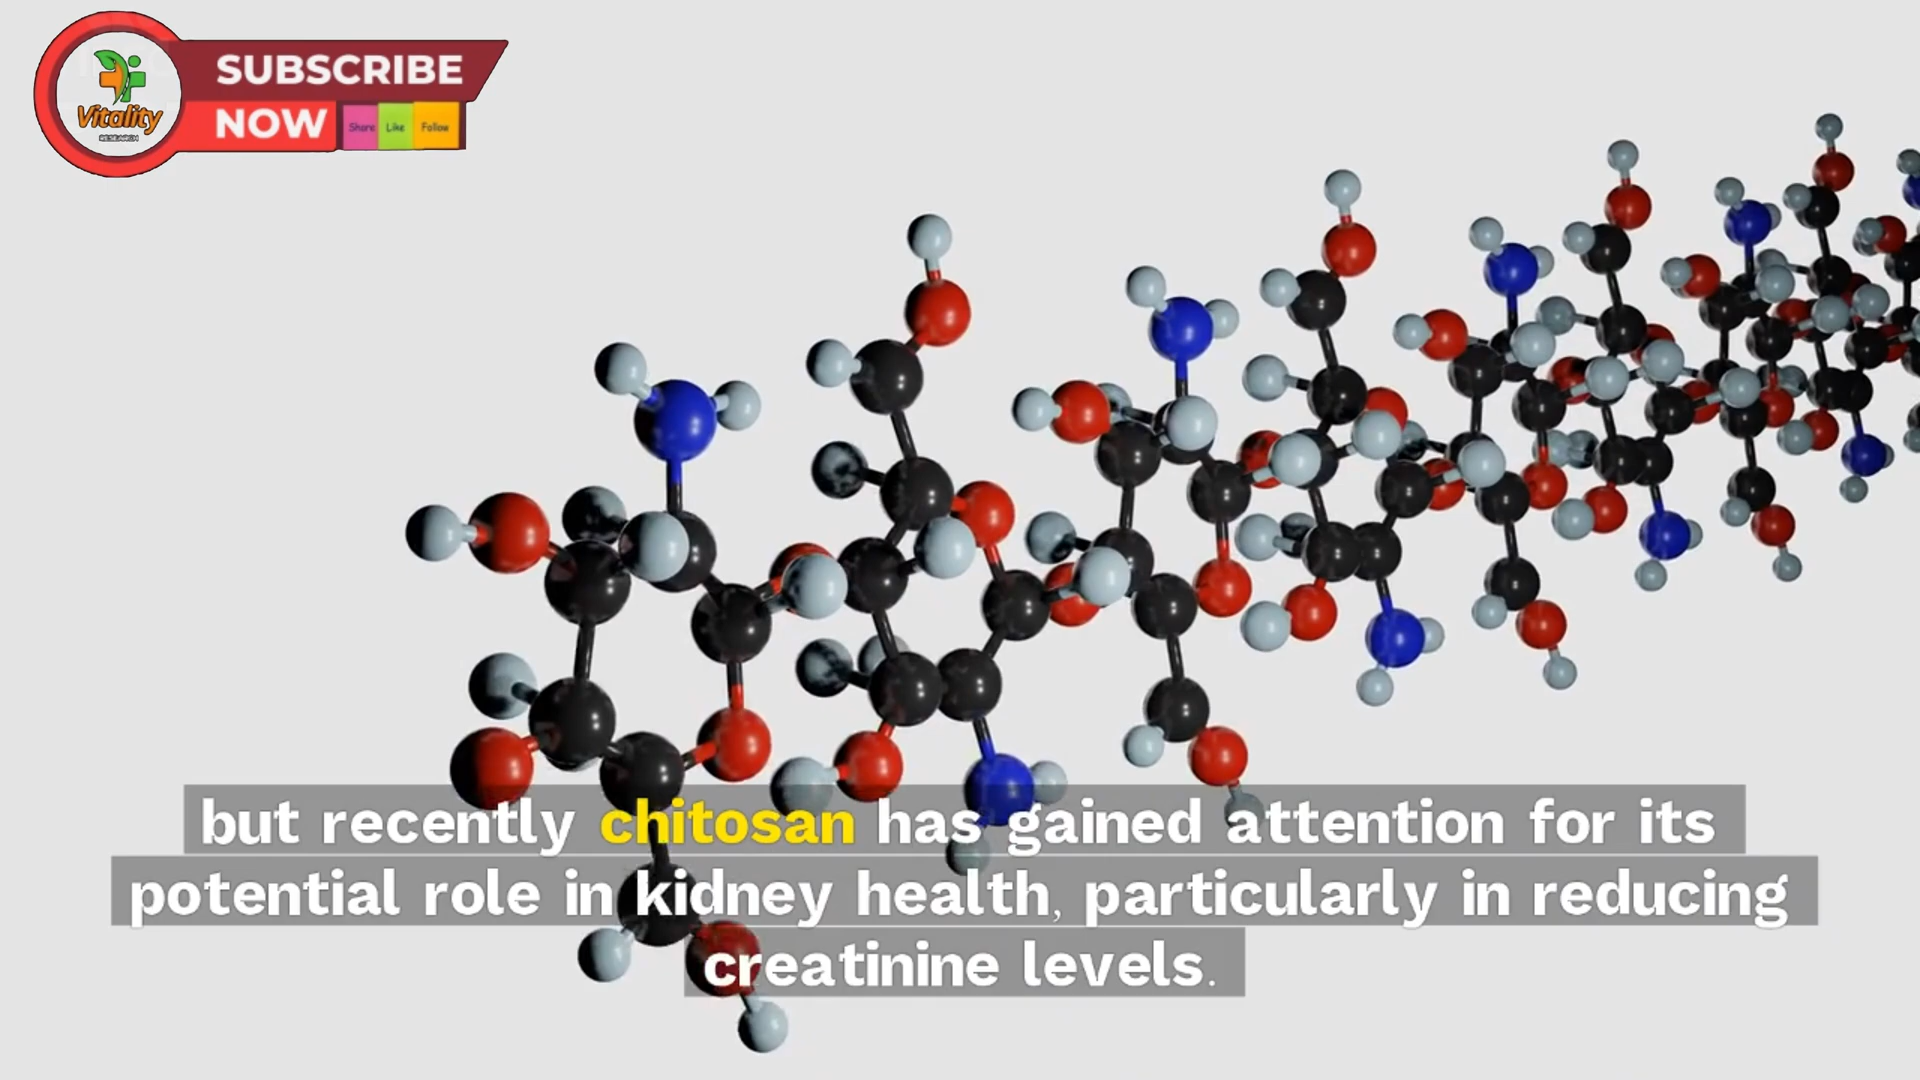 SUBSCRIBE
NOW
Share
Like
Follow
Vitality
RESEARCH
but recently chitosan has gained attention for its
potential role in kidney health, particularly in reducing
creatinine levels.